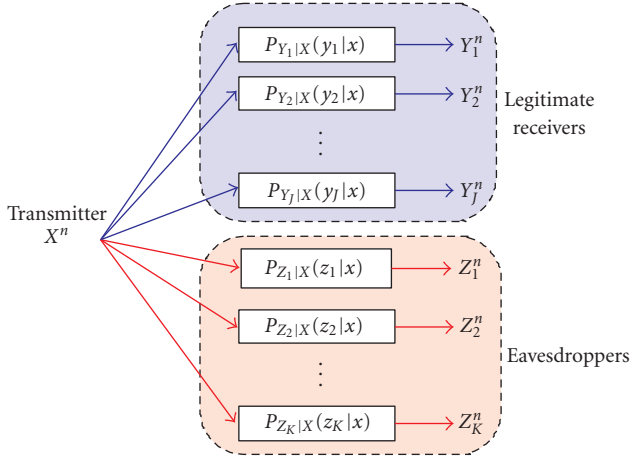 P_{Y_1|X}(y_1|x) Y_1^n
P_{Y_2|X}(y_2|x) Y_2^n
Legitimate
receivers
⋮
P_{Y_J|X}(y_J|x) Y_J^n
Transmitter
X^n
P_{Z_1|X}(z_1|x) Z_1^n
P_{Z_2|X}(z_2|x) Z_2^n
Eavesdroppers
⋮
P_{Z_K|X}(z_K|x) Z_K^n